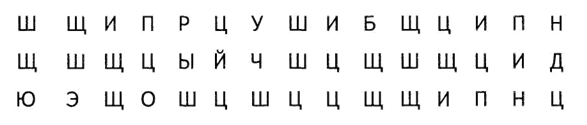 Ш Щ И П Р Ц У Ш И Б Щ Ц И П Н
Щ Ш Щ Ц Ы Й Ч Ш Ц Щ Ш Щ Ц И Д
Ю Э Щ О Ш Ц Ш Ц Ц Щ Щ И П Н Ц